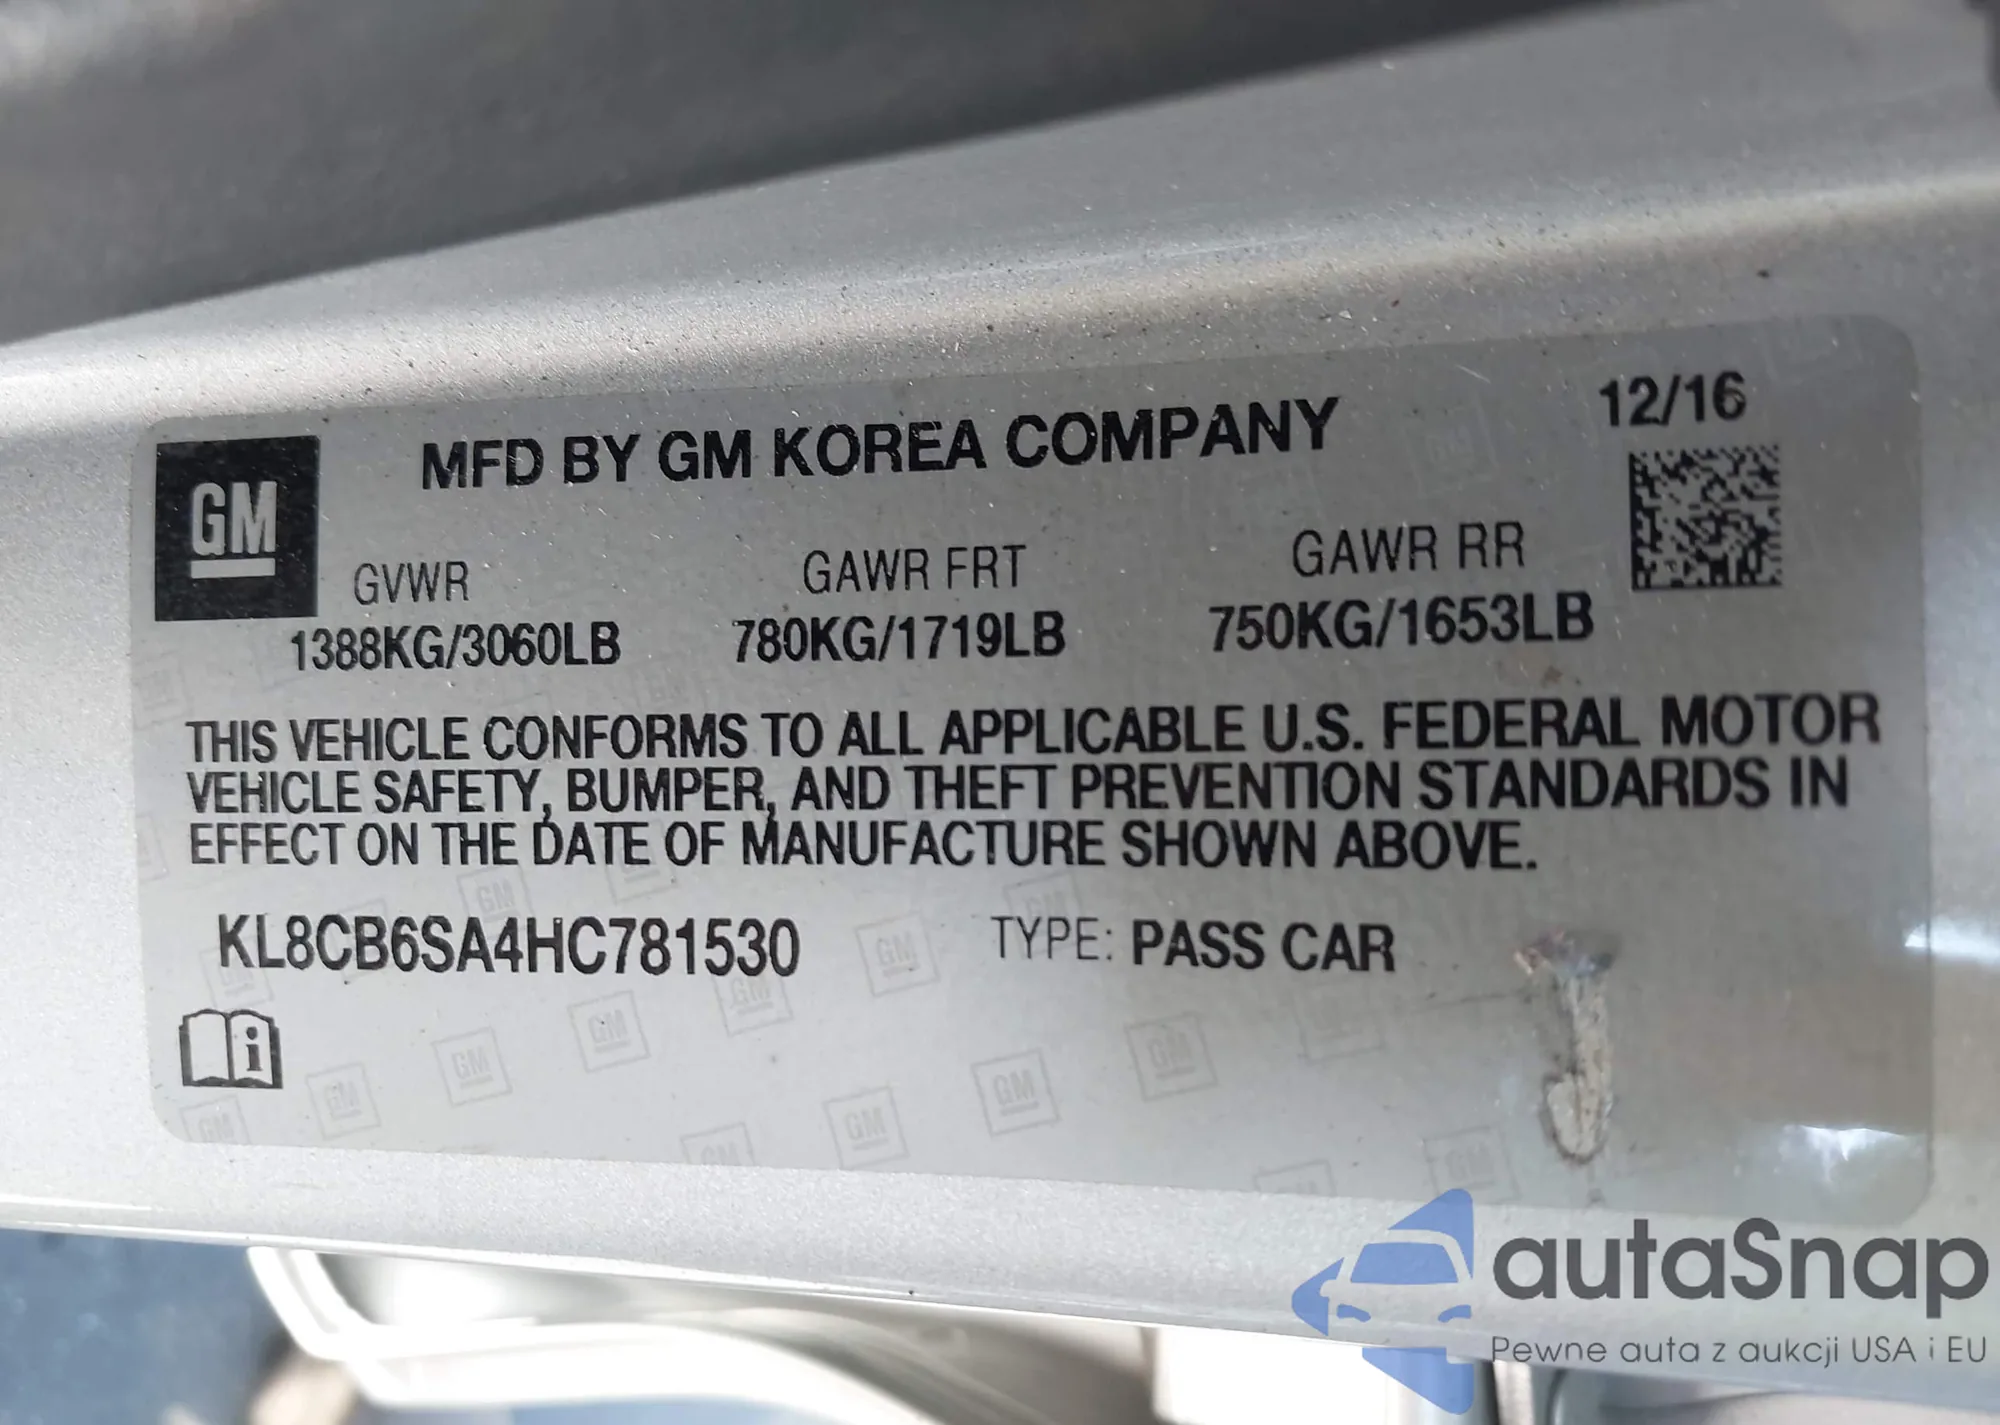 12/16
MFD BY GM KOREA COMPANY
GM
GVWR GAWR FRT GAWR RR
1388KG/3060LB 780KG/1719LB 750KG/1653LB
THIS VEHICLE CONFORMS TO ALL APPLICABLE U.S. FEDERAL MOTOR
VEHICLE SAFETY, BUMPER, AND THEFT PREVENTION STANDARDS IN
EFFECT ON THE DATE OF MANUFACTURE SHOWN ABOVE.
KL8CB6SA4HC781530 TYPE: PASS CAR
autaSnap
Pewne auta z aukcji USA i EU